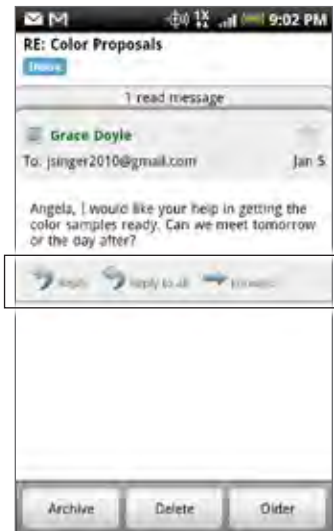 1X 9:02 PM
RE: Color Proposals
Inbox
1 read message
Grace Doyle
To: jsinger2010@gmail.com Jan 5
Angela, I would like your help in getting the
color samples ready. Can we meet tomorrow
or the day after?
Reply Reply to all Forward
Archive Delete Older